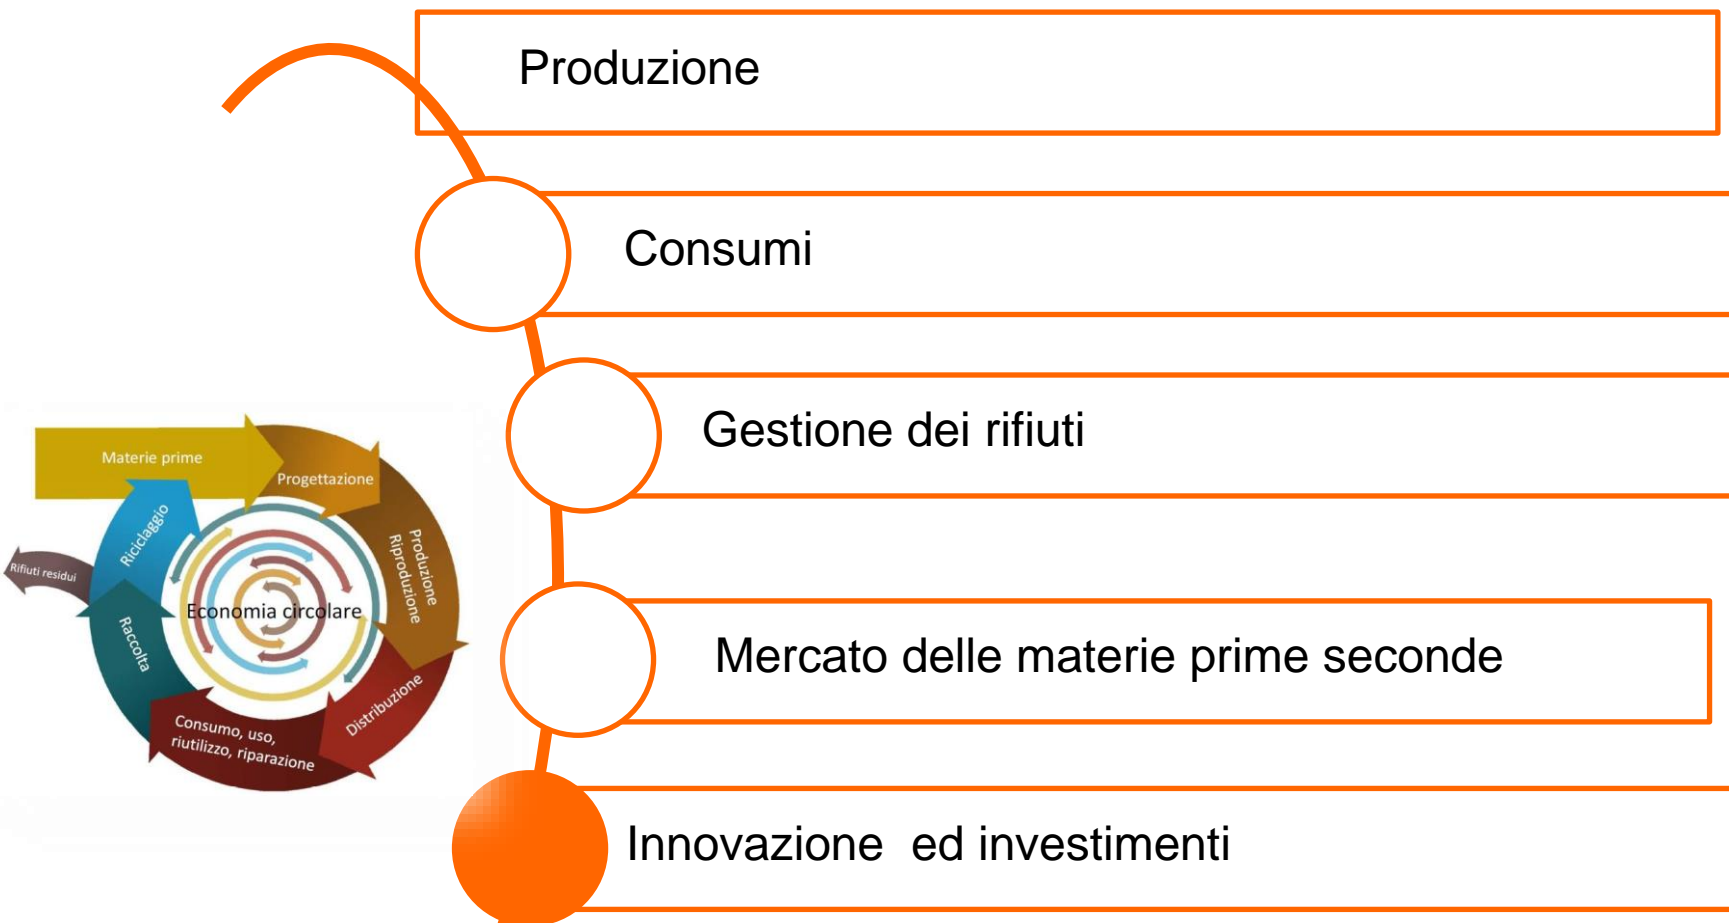 Produzione
Consumi
Gestione dei rifiuti
Mercato delle materie prime seconde
Innovazione ed investimenti
Materie prime
Progettazione
Produzione
Riproduzione
Distribuzione
Consumo, uso,
riutilizzo, riparazione
Raccolta
Riciclaggio
Rifiuti residui
Economia circolare